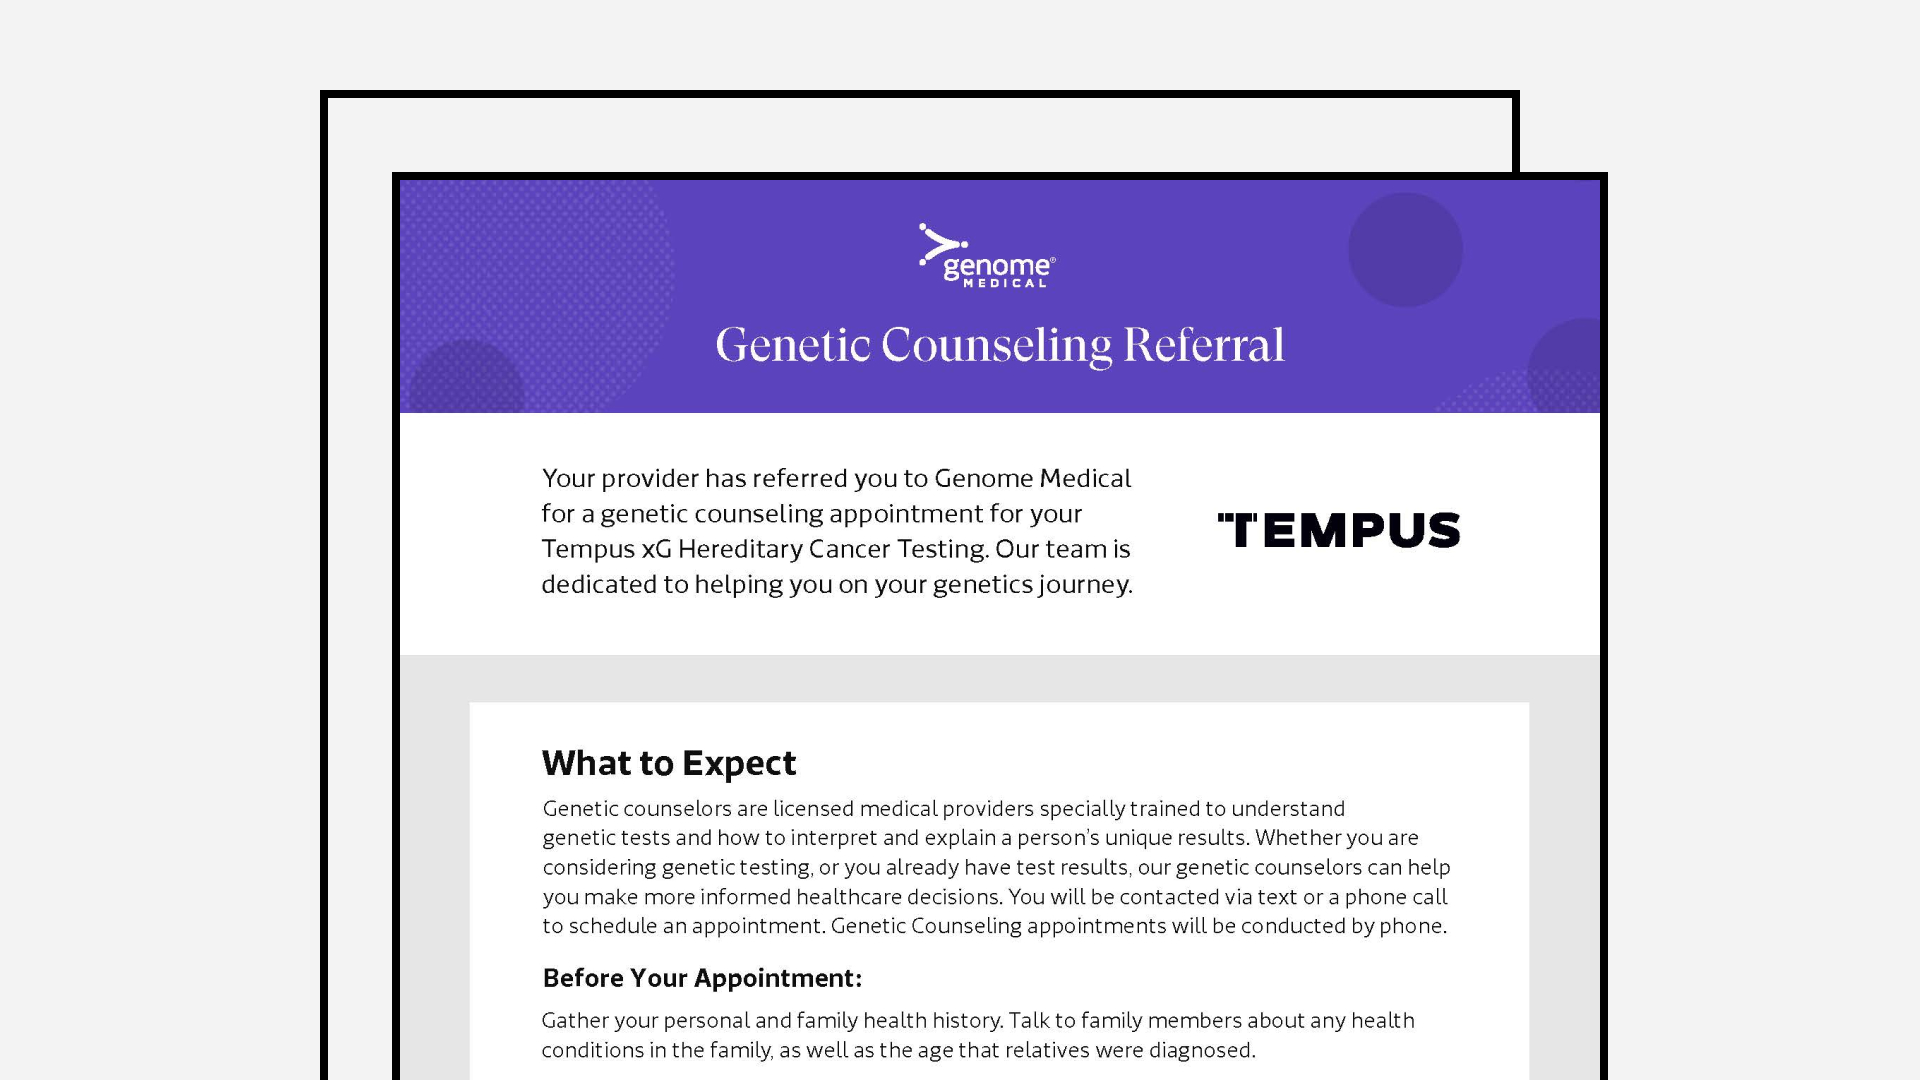 genome®
MEDICAL
Genetic Counseling Referral
Your provider has referred you to Genome Medical
for a genetic counseling appointment for your
Tempus xG Hereditary Cancer Testing. Our team is
dedicated to helping you on your genetics journey.
TEMPUS
What to Expect
Genetic counselors are licensed medical providers specially trained to understand
genetic tests and how to interpret and explain a person’s unique results. Whether you are
considering genetic testing, or you already have test results, our genetic counselors can help
you make more informed healthcare decisions. You will be contacted via text or a phone call
to schedule an appointment. Genetic Counseling appointments will be conducted by phone.
Before Your Appointment:
Gather your personal and family health history. Talk to family members about any health
conditions in the family, as well as the age that relatives were diagnosed.